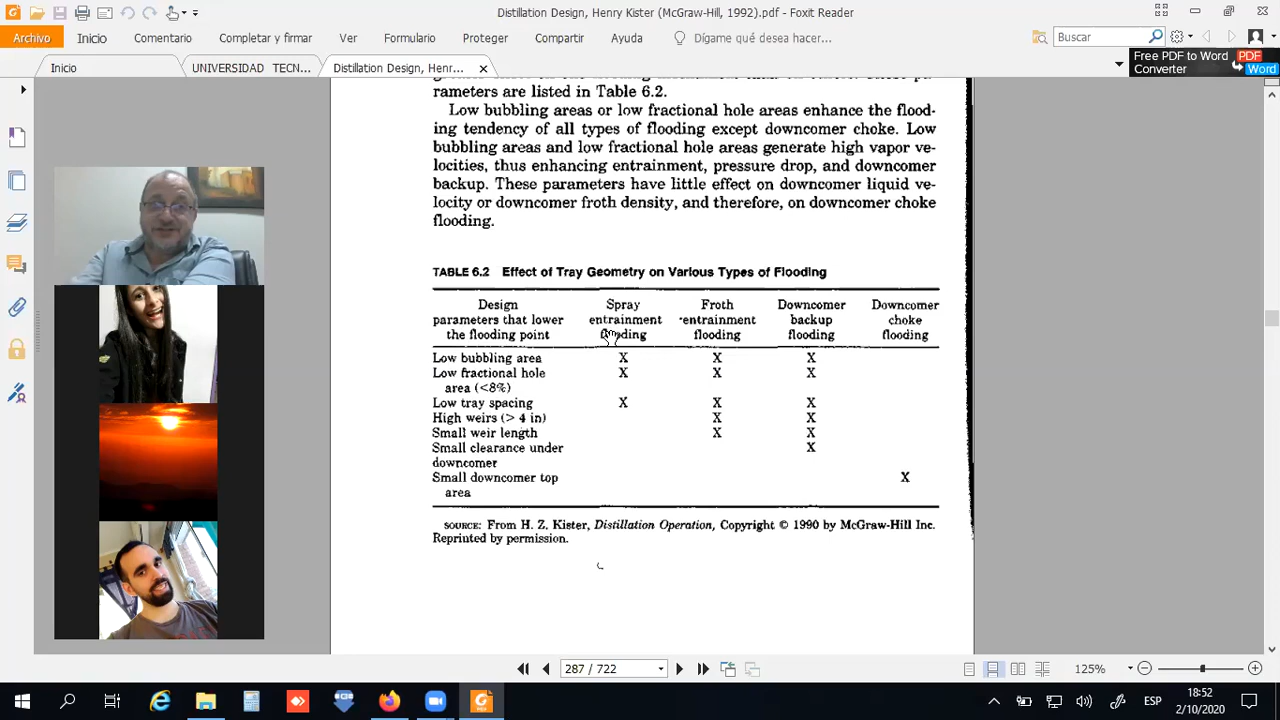 Distillation Design, Henry Kister (McGraw-Hill, 1992).pdf - Foxit Reader
Archivo Inicio Comentario Completar y firmar Ver Formulario Proteger Compartir Ayuda Dígame qué desea hacer... Buscar
Inicio UNIVERSIDAD TECN... Distillation Design, Henr...
Free PDF to Word PDF
Converter Word
rameters are listed in Table 6.2.
Low bubbling areas or low fractional hole areas enhance the flood-
ing tendency of all types of flooding except downcomer choke. Low
bubbling areas and low fractional hole areas generate high vapor ve-
locities, thus enhancing entrainment, pressure drop, and downcomer
backup. These parameters have little effect on downcomer liquid ve-
locity or downcomer froth density, and therefore, on downcomer choke
flooding.
TABLE 6.2 Effect of Tray Geometry on Various Types of Flooding
Design Spray Froth Downcomer Downcomer
parameters that lower entrainment entrainment backup choke
the flooding point flooding flooding flooding flooding
Low bubbling area X X X
Low fractional hole X X X
area (<8%)
Low tray spacing X X X
High weirs (> 4 in) X X
Small weir length X X
Small clearance under X
downcomer
Small downcomer top X
area
SOURCE: From H. Z. Kister, Distillation Operation, Copyright © 1990 by McGraw-Hill Inc.
Reprinted by permission.
287 / 722 125%
ESP 18:52
2/10/2020